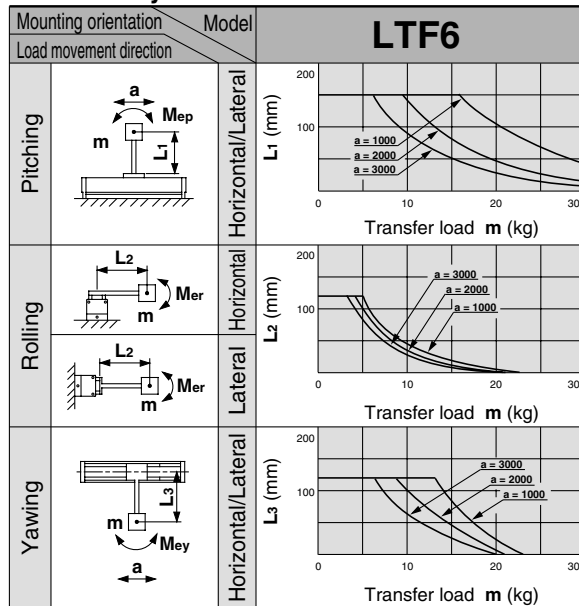 Mounting orientation Model
Load movement direction
LTF6
Pitching
a
Mep
m
L1
Horizontal/Lateral
L1 (mm)
200
100
a = 1000
a = 2000
a = 3000
0 10 20 30
Transfer load m (kg)
Rolling
L2
Mer
m
Horizontal
L2
Mer
m
Lateral
L2 (mm)
200
100
a = 3000
a = 2000
a = 1000
0 10 20 30
Transfer load m (kg)
Yawing
L3
m
Mey
a
Horizontal/Lateral
L3 (mm)
200
100
a = 3000
a = 2000
a = 1000
0 10 20 30
Transfer load m (kg)